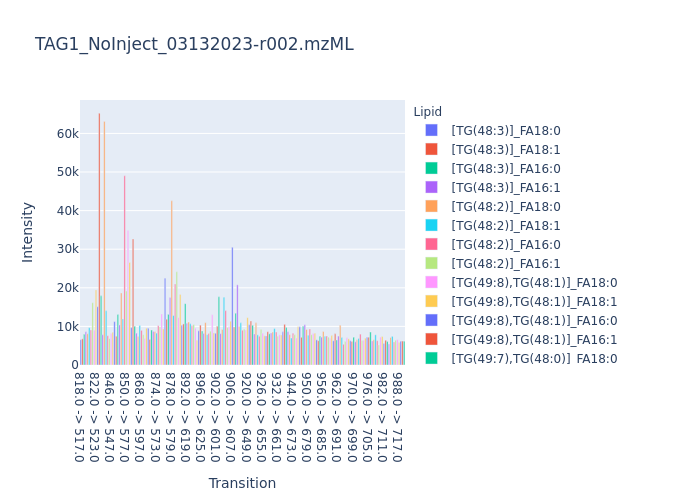 TAG1_NoInject_03132023-r002.mzML
Lipid
[TG(48:3)]_FA18:0
[TG(48:3)]_FA18:1
[TG(48:3)]_FA16:0
[TG(48:3)]_FA16:1
[TG(48:2)]_FA18:0
[TG(48:2)]_FA18:1
[TG(48:2)]_FA16:0
[TG(48:2)]_FA16:1
[TG(49:8),TG(48:1)]_FA18:0
[TG(49:8),TG(48:1)]_FA18:1
[TG(49:8),TG(48:1)]_FA16:0
[TG(49:8),TG(48:1)]_FA16:1
[TG(49:7),TG(48:0)]_FA18:0
60k
50k
40k
30k
20k
10k
0
Intensity
818.0 -> 517.0
822.0 -> 523.0
846.0 -> 547.0
850.0 -> 577.0
868.0 -> 597.0
874.0 -> 573.0
878.0 -> 579.0
892.0 -> 619.0
896.0 -> 625.0
902.0 -> 601.0
906.0 -> 607.0
920.0 -> 649.0
926.0 -> 655.0
932.0 -> 661.0
944.0 -> 673.0
950.0 -> 679.0
956.0 -> 685.0
962.0 -> 691.0
970.0 -> 699.0
976.0 -> 705.0
982.0 -> 711.0
988.0 -> 717.0
Transition